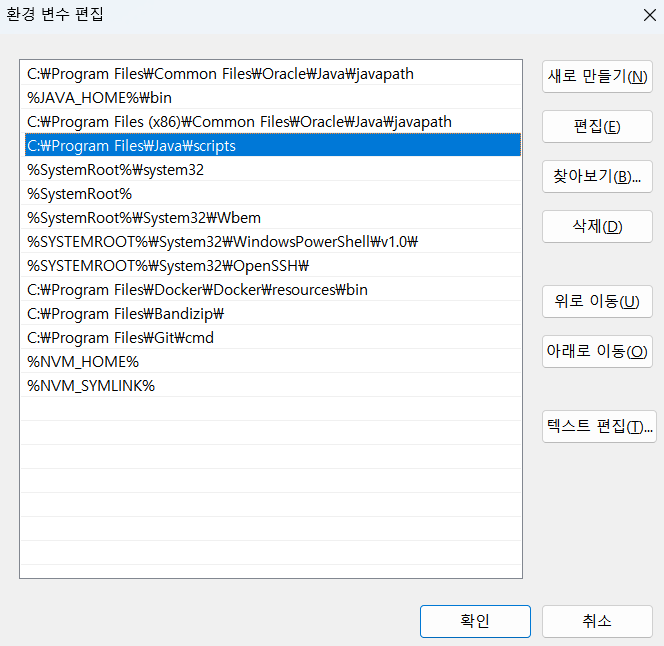 환경 변수 편집
C:₩Program Files₩Common Files₩Oracle₩Java₩javapath
%JAVA_HOME%₩bin
C:₩Program Files (x86)₩Common Files₩Oracle₩Java₩javapath
C:₩Program Files₩Java₩scripts
%SystemRoot%₩system32
%SystemRoot%
%SystemRoot%₩System32₩Wbem
%SYSTEMROOT%₩System32₩WindowsPowerShell₩v1.0₩
%SYSTEMROOT%₩System32₩OpenSSH₩
C:₩Program Files₩Docker₩Docker₩resources₩bin
C:₩Program Files₩Bandizip₩
C:₩Program Files₩Git₩cmd
%NVM_HOME%
%NVM_SYMLINK%
새로 만들기(N)
편집(E)
찾아보기(B)...
삭제(D)
위로 이동(U)
아래로 이동(O)
텍스트 편집(T)...
확인
취소